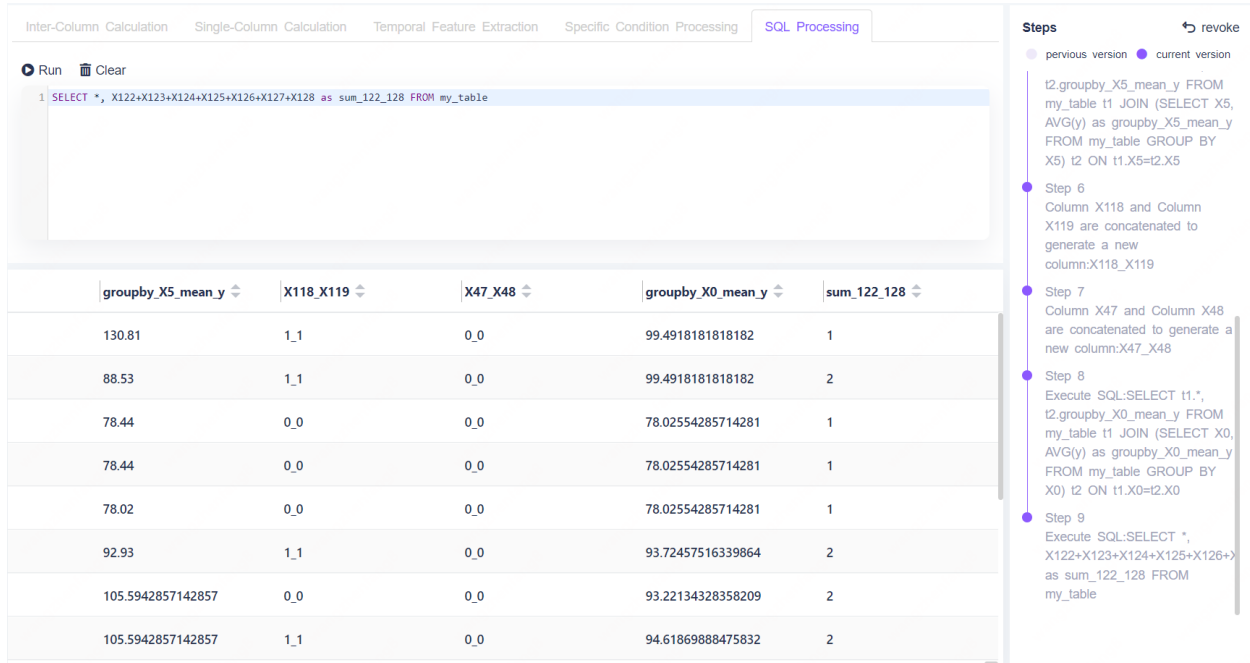 Inter-Column Calculation Single-Column Calculation Temporal Feature Extraction Specific Condition Processing SQL Processing
Run Clear
1 SELECT *, X122+X123+X124+X125+X126+X127+X128 as sum_122_128 FROM my_table
groupby_X5_mean_y X118_X119 X47_X48 groupby_X0_mean_y sum_122_128
130.81 1_1 0_0 99.4918181818182 1
88.53 1_1 0_0 99.4918181818182 2
78.44 0_0 0_0 78.02554285714281 1
78.44 0_0 0_0 78.02554285714281 1
78.02 0_0 0_0 78.02554285714281 1
92.93 1_1 0_0 93.72457516339864 2
105.5942857142857 0_0 0_0 93.22134328358209 2
105.5942857142857 1_1 0_0 94.61869888475832 2
Steps revoke
pervious version current version
t2.groupby_X5_mean_y FROM
my_table t1 JOIN (SELECT X5,
AVG(y) as groupby_X5_mean_y
FROM my_table GROUP BY
X5) t2 ON t1.X5=t2.X5
Step 6
Column X118 and Column
X119 are concatenated to
generate a new
column:X118_X119
Step 7
Column X47 and Column X48
are concatenated to generate a
new column:X47_X48
Step 8
Execute SQL:SELECT t1.*,
t2.groupby_X0_mean_y FROM
my_table t1 JOIN (SELECT X0,
AVG(y) as groupby_X0_mean_y
FROM my_table GROUP BY
X0) t2 ON t1.X0=t2.X0
Step 9
Execute SQL:SELECT *,
X122+X123+X124+X125+X126+X
as sum_122_128 FROM
my_table